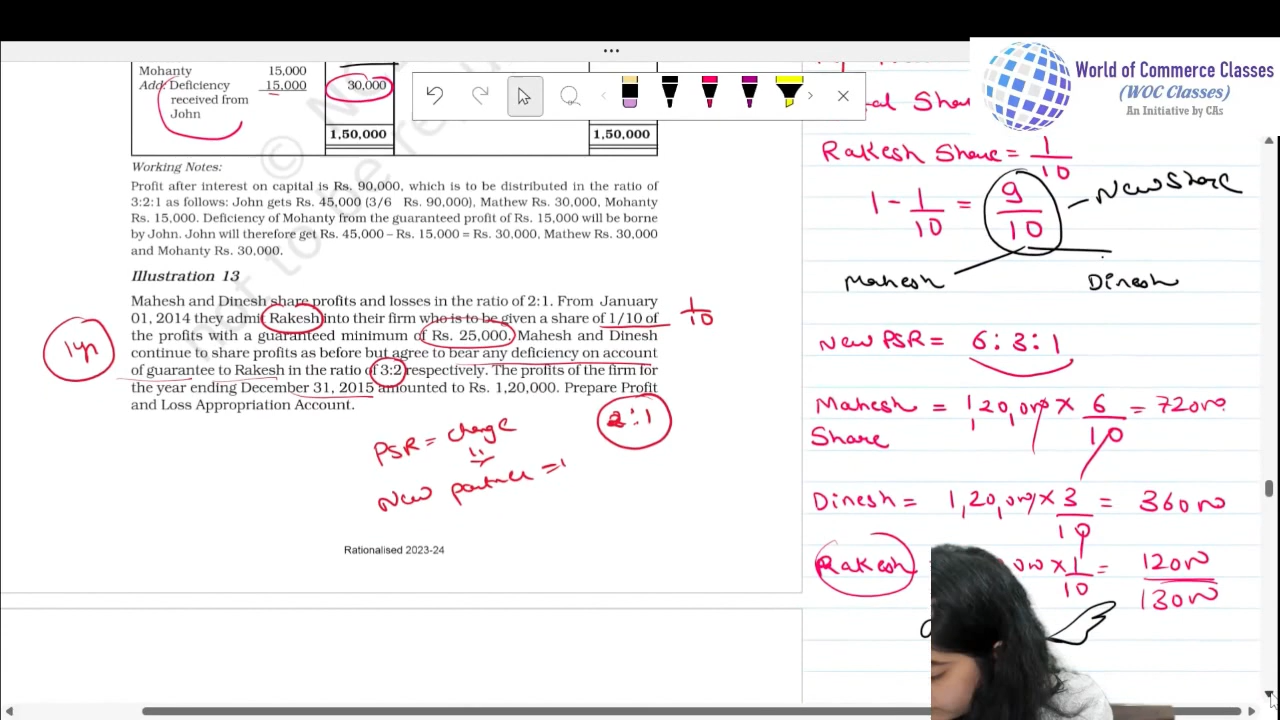 Mohanty 15,000
Add: Deficiency 15,000 30,000
received from
John
1,50,000 1,50,000
Working Notes:
Profit after interest on capital is Rs. 90,000, which is to be distributed in the ratio of
3:2:1 as follows: John gets Rs. 45,000 (3/6 Rs. 90,000), Mathew Rs. 30,000, Mohanty
Rs. 15,000. Deficiency of Mohanty from the guaranteed profit of Rs. 15,000 will be borne
by John. John will therefore get Rs. 45,000 – Rs. 15,000 = Rs. 30,000, Mathew Rs. 30,000
and Mohanty Rs. 30,000.
Illustration 13
Mahesh and Dinesh share profits and losses in the ratio of 2:1. From January
01, 2014 they admit Rakesh into their firm who is to be given a share of 1/10 of
the profits with a guaranteed minimum of Rs. 25,000. Mahesh and Dinesh
continue to share profits as before but agree to bear any deficiency on account
of guarantee to Rakesh in the ratio of 3:2 respectively. The profits of the firm for
the year ending December 31, 2015 amounted to Rs. 1,20,000. Prepare Profit
and Loss Appropriation Account.
1yr
1/10
2:1
PSR = change
New partner =
Rationalised 2023-24
World of Commerce Classes
(WOC Classes)
An Initiative by CAs
Share
Rakesh Share = 1/10
1 - 1/10 = 9/10 New Share
Mahesh Dinesh
New PSR = 6:3:1
Mahesh Share = 1,20,000 × 6/10 = 72000
Dinesh = 1,20,000 × 3/10 = 36000
Rakesh × 1/10 = 12000
13000